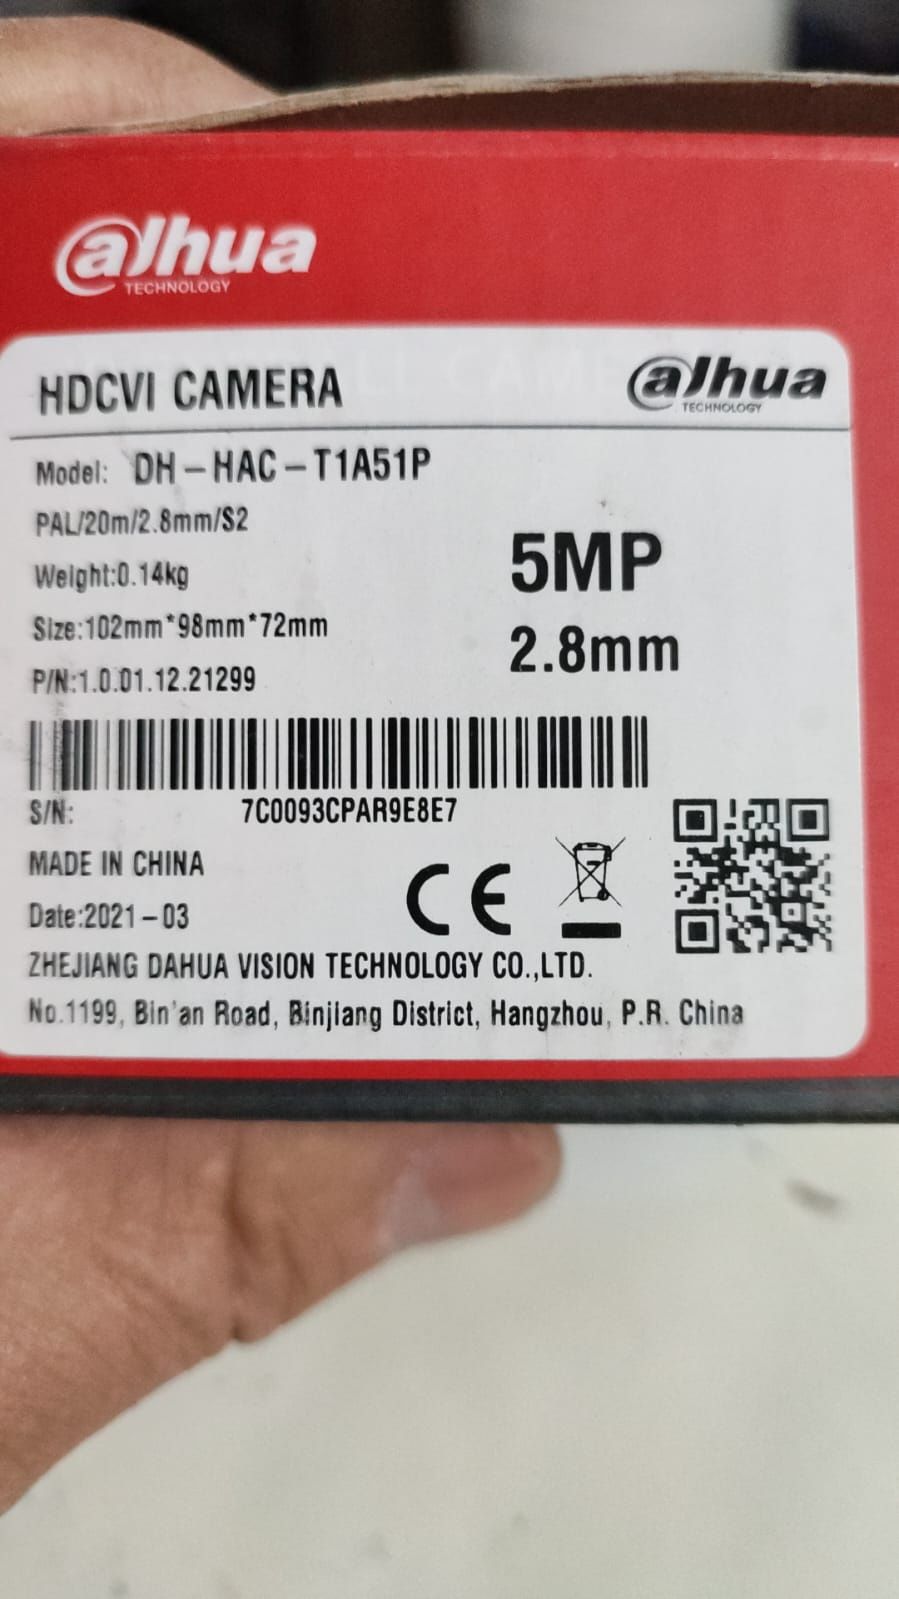 alhua
TECHNOLOGY
HDCVI CAMERA
alhua
TECHNOLOGY
Model: DH-HAC-T1A51P
PAL/20m/2.8mm/S2
Weight:0.14kg
Size:102mm*98mm*72mm
P/N:1.0.01.12.21299
5MP
2.8mm
S/N: 7C0093CPAR9E8E7
MADE IN CHINA
Date:2021-03
CE
ZHEJIANG DAHUA VISION TECHNOLOGY CO.,LTD.
No.1199, Bin'an Road, Binjiang District, Hangzhou, P.R. China